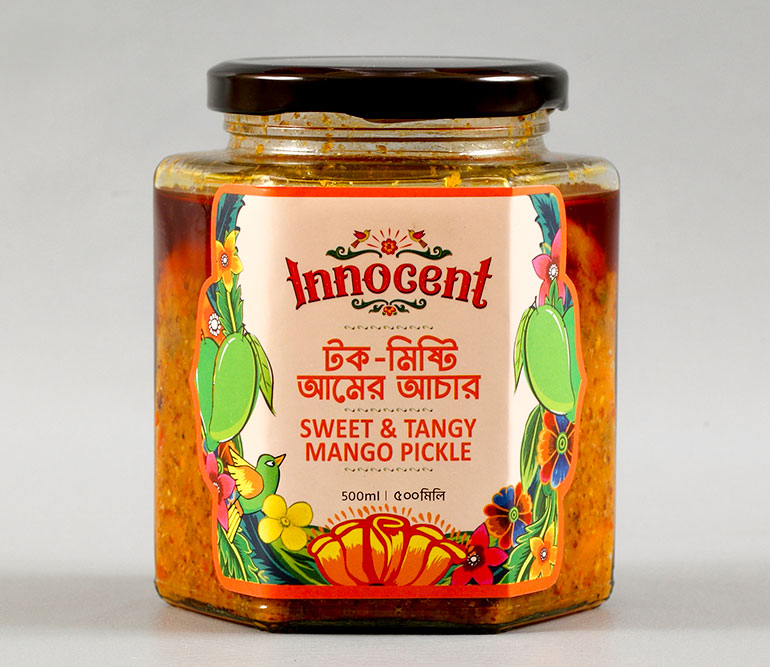 Innocent
টক-মিষ্টি
আমের আচার
SWEET & TANGY
MANGO PICKLE
500ml | ৫০০মিলি